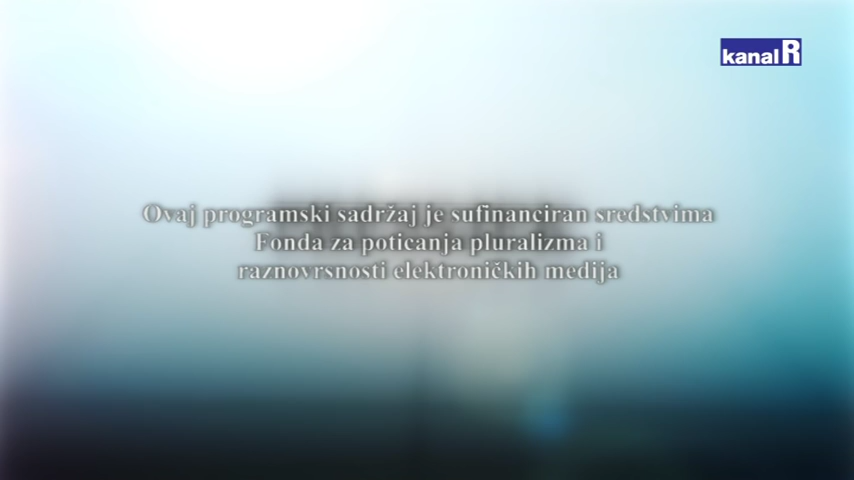 kanal R
Ovaj programski sadržaj je sufinanciran sredstvima
Fonda za poticanja pluralizma i
raznovrsnosti elektroničkih medija